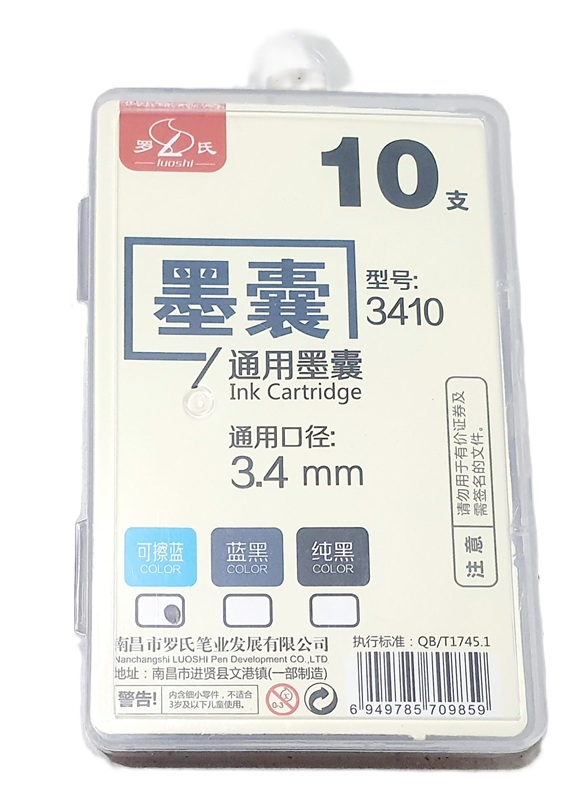 罗氏
luoshi
10支
墨囊
型号:
3410
通用墨囊
Ink Cartridge
通用口径:
3.4 mm
请勿用于有价证券及
需签名的文件。
注意
可擦蓝
COLOR
蓝黑
COLOR
纯黑
COLOR
南昌市罗氏笔业发展有限公司
Nanchangshi LUOSHI Pen Development CO.,LTD
地址:南昌市进贤县文港镇(一部制造)
执行标准:QB/T1745.1
警告!
内含细小零件,不适合
3岁及以下儿童使用。
0-3
6 949785 709859